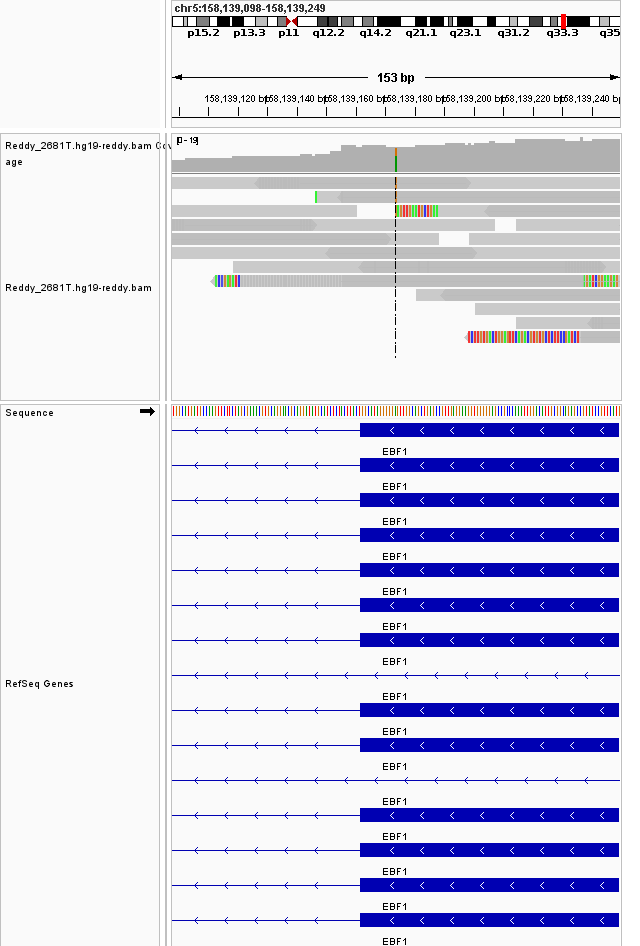 chr5:158,139,098-158,139,249
p15.2 p13.3 p11 q12.2 q14.2 q21.1 q23.1 q31.2 q33.3 q35
153 bp
158,139,120 bp 158,139,140 bp 158,139,160 bp 158,139,180 bp 158,139,200 bp 158,139,220 bp 158,139,240 bp
Reddy_2681T.hg19-reddy.bam Cov
age
[0 - 19]
Reddy_2681T.hg19-reddy.bam
Sequence
EBF1
EBF1
EBF1
EBF1
EBF1
EBF1
EBF1
RefSeq Genes
EBF1
EBF1
EBF1
EBF1
EBF1
EBF1
EBF1
EBF1